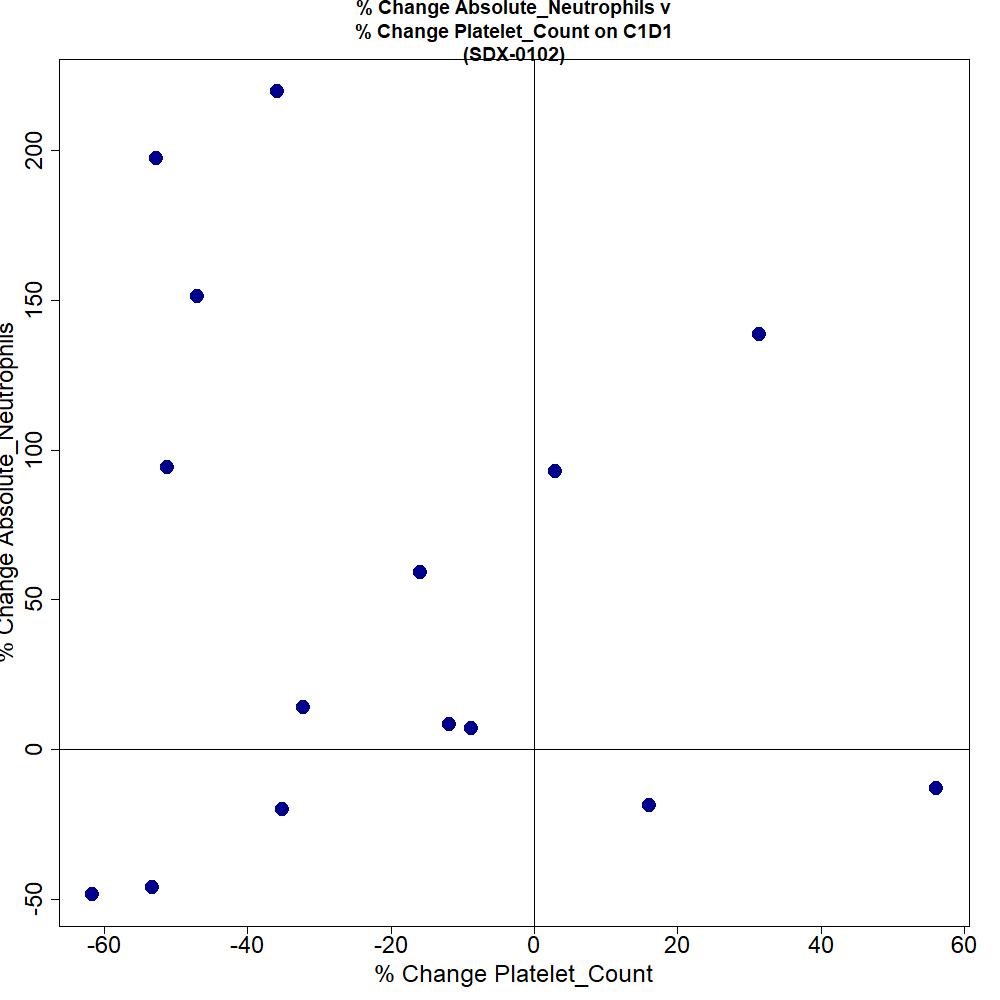 % Change Absolute_Neutrophils v
% Change Platelet_Count on C1D1
(SDX-0102)
% Change Absolute_Neutrophils
200
150
100
50
0
-50
-60 -40 -20 0 20 40 60
% Change Platelet_Count